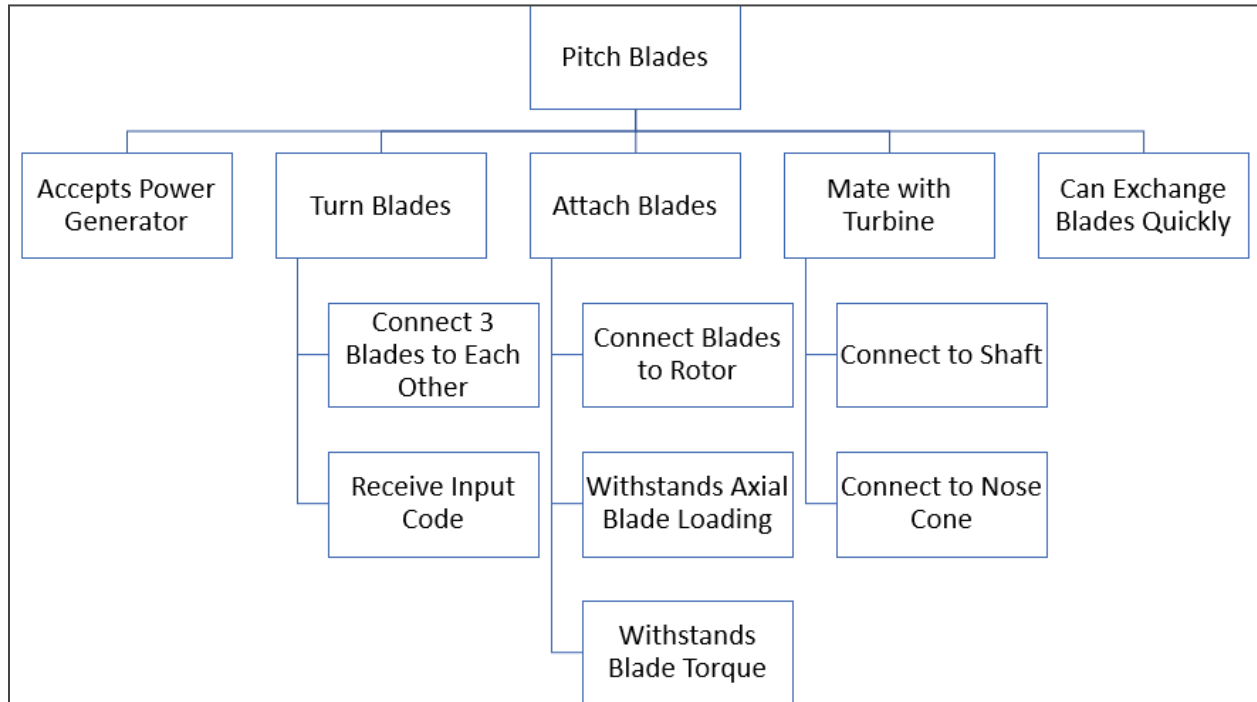 Pitch Blades
Accepts Power
Generator
Turn Blades
Attach Blades
Mate with
Turbine
Can Exchange
Blades Quickly
Connect 3
Blades to Each
Other
Receive Input
Code
Connect Blades
to Rotor
Withstands Axial
Blade Loading
Withstands
Blade Torque
Connect to Shaft
Connect to Nose
Cone